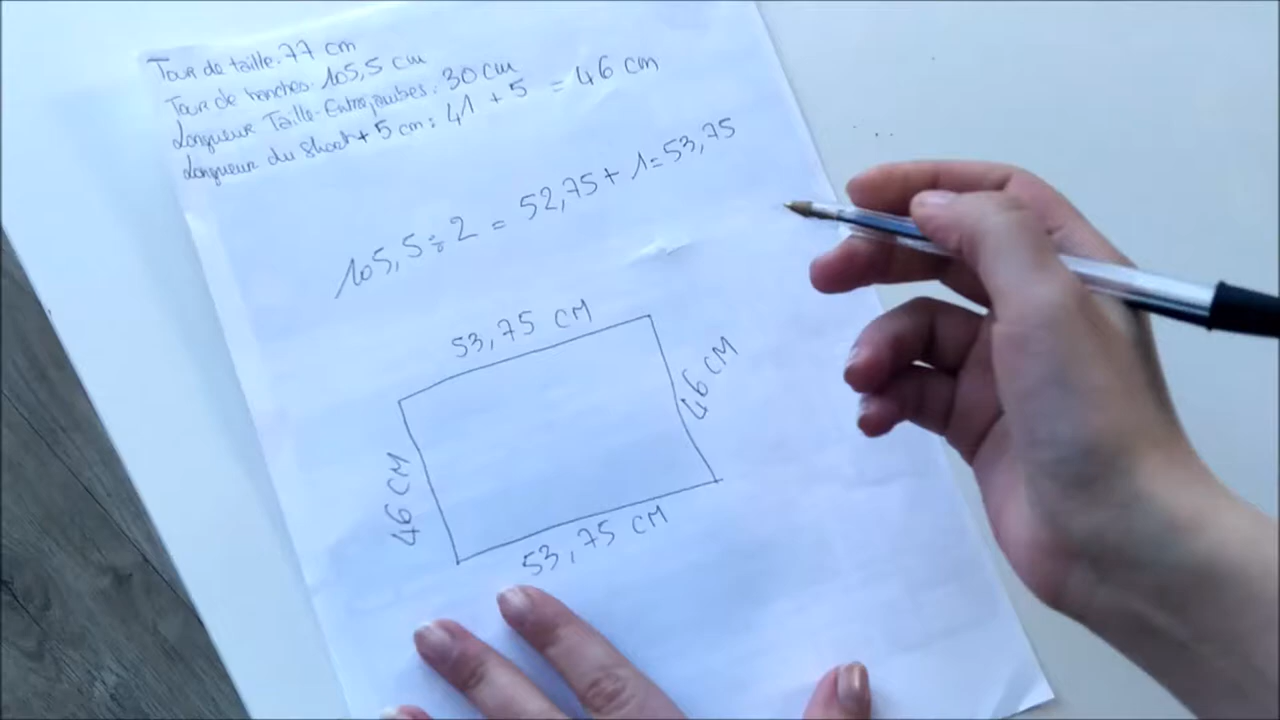 Tour de taille: 77 cm
Tour de hanches: 105,5 cm
Longueur Taille-Entrejambes: 30 cm
Longueur du Short + 5 cm: 41 + 5 = 46 cm
105,5 ÷ 2 = 52,75 + 1 = 53,75
53,75 CM
46 CM
46 CM
53,75 CM